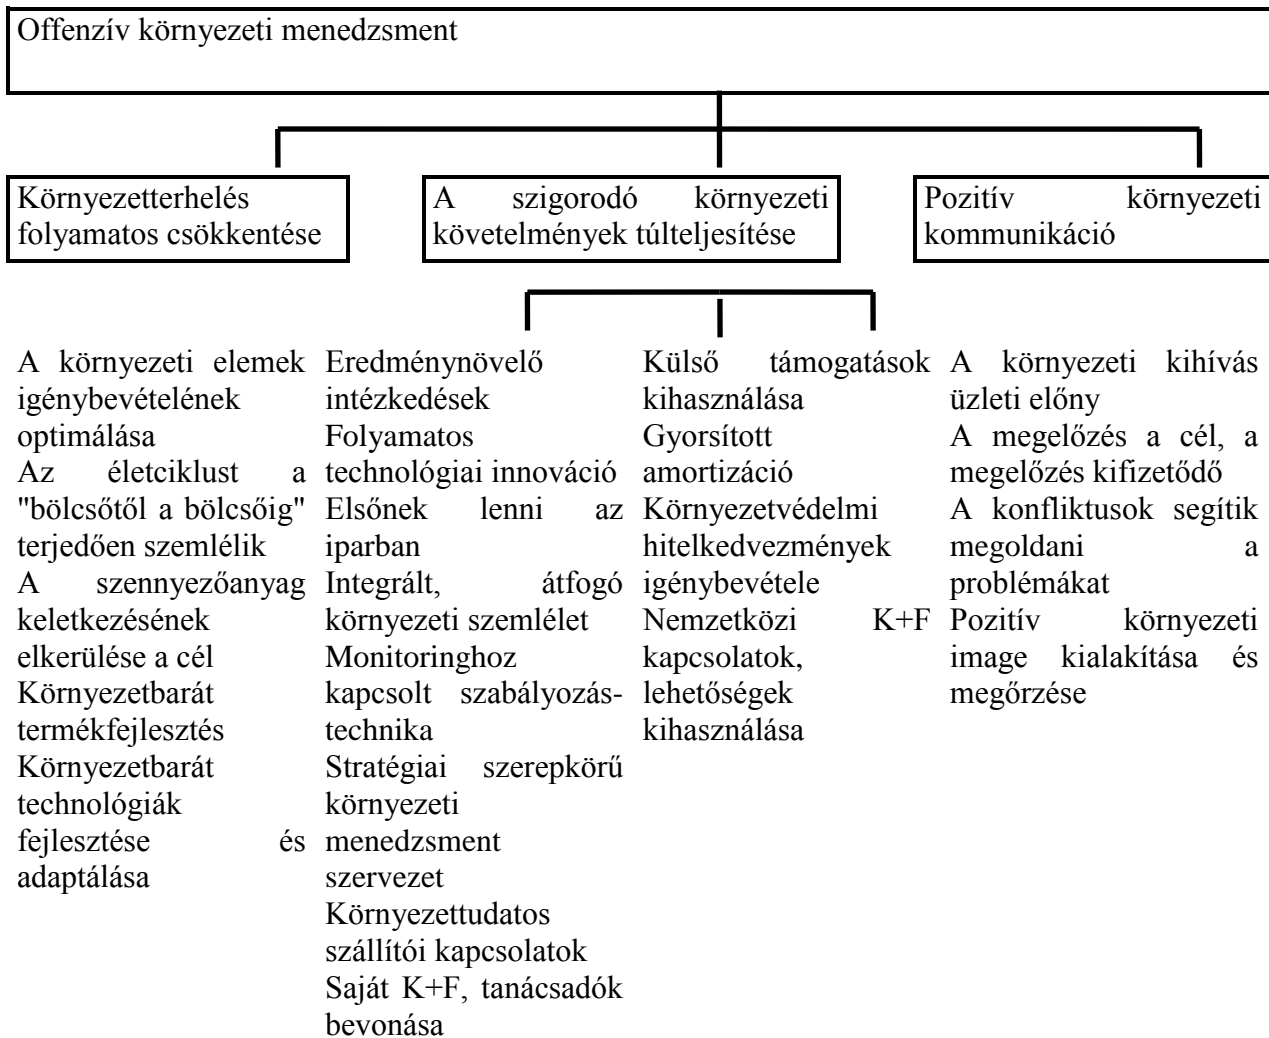 Offenzív környezeti menedzsment
Környezetterhelés
folyamatos csökkentése
A szigorodó környezeti
követelmények túlteljesítése
Pozitív környezeti
kommunikáció
A környezeti elemek
igénybevételének
optimálása
Az életciklust a
"bölcsőtől a bölcsőig"
terjedően szemlélik
A szennyezőanyag
keletkezésének
elkerülése a cél
Környezetbarát
termékfejlesztés
Környezetbarát
technológiák
fejlesztése és
adaptálása
Eredménynövelő
intézkedések
Folyamatos
technológiai innováció
Elsőnek lenni az
iparban
Integrált, átfogó
környezeti szemlélet
Monitoringhoz
kapcsolt szabályozás-
technika
Stratégiai szerepkörű
környezeti
menedzsment
szervezet
Környezettudatos
szállítói kapcsolatok
Saját K+F, tanácsadók
bevonása
Külső támogatások
kihasználása
Gyorsított
amortizáció
Környezetvédelmi
hitelkedvezmények
igénybevétele
Nemzetközi K+F
kapcsolatok,
lehetőségek
kihasználása
A környezeti kihívás
üzleti előny
A megelőzés a cél, a
megelőzés kifizetődő
A konfliktusok segítik
megoldani a
problémákat
Pozitív környezeti
image kialakítása és
megőrzése